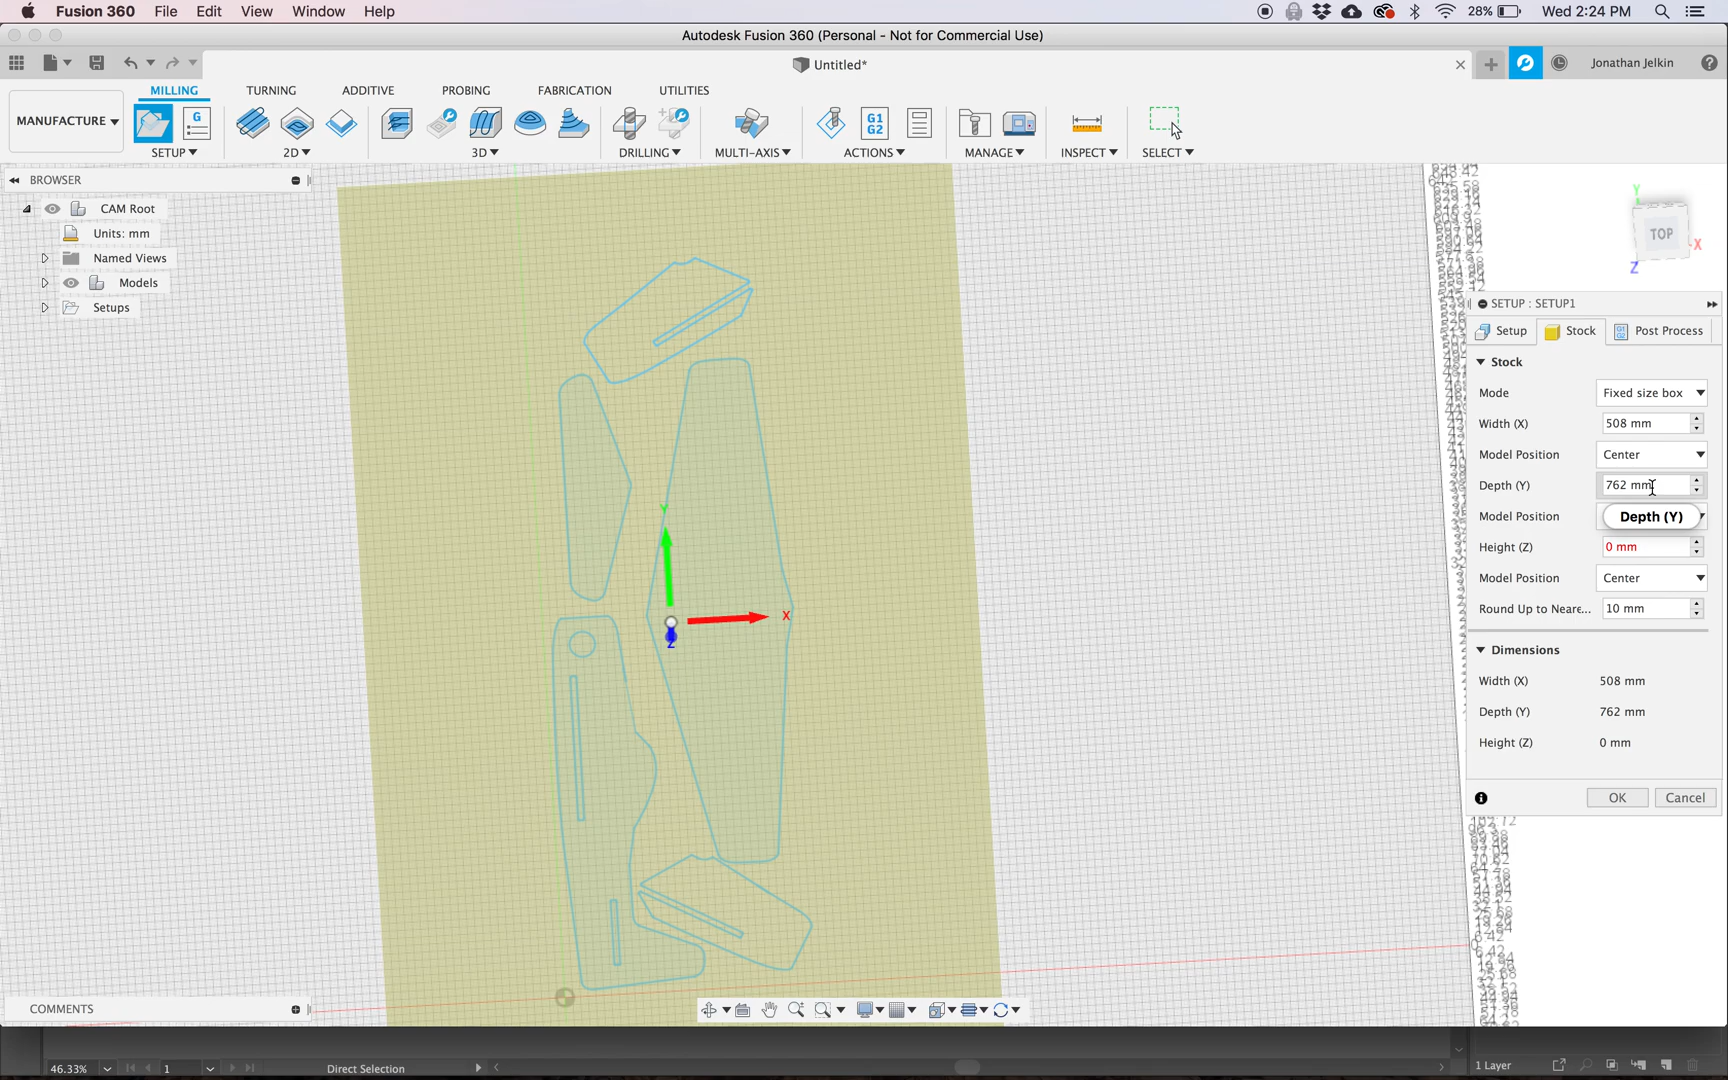 Fusion 360 File Edit View Window Help
28% Wed 2:24 PM
Autodesk Fusion 360 (Personal - Not for Commercial Use)
Untitled*
Jonathan Jelkin
MILLING TURNING ADDITIVE PROBING FABRICATION UTILITIES
MANUFACTURE
G
G1
G2
SETUP 2D 3D DRILLING MULTI-AXIS ACTIONS MANAGE INSPECT SELECT
BROWSER
CAM Root
Units: mm
Named Views
Models
Setups
Y
TOP
X
Z
Y
X
Z
SETUP : SETUP1
Setup Stock Post Process
Stock
Mode Fixed size box
Width (X) 508 mm
Model Position Center
Depth (Y) 762 mm
Model Position
Depth (Y)
Height (Z) 0 mm
Model Position Center
Round Up to Neare... 10 mm
Dimensions
Width (X) 508 mm
Depth (Y) 762 mm
Height (Z) 0 mm
OK Cancel
COMMENTS
46.33% 1 Direct Selection 1 Layer